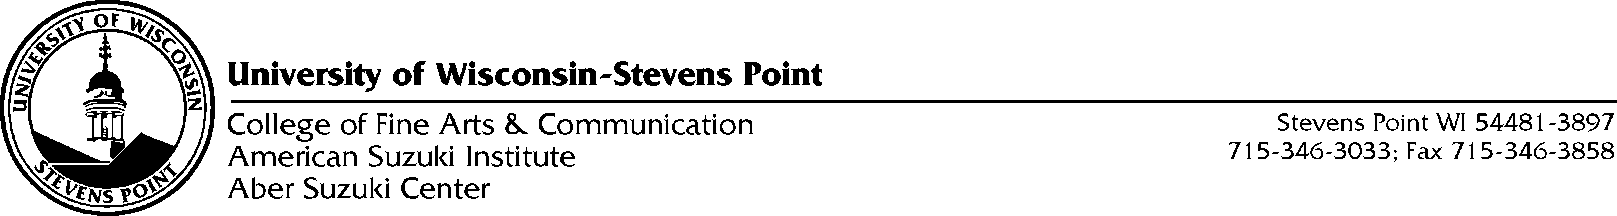 UNIVERSITY OF WISCONSIN
STEVENS POINT
University of Wisconsin-Stevens Point
College of Fine Arts & Communication
American Suzuki Institute
Aber Suzuki Center
Stevens Point WI 54481-3897
715-346-3033; Fax 715-346-3858